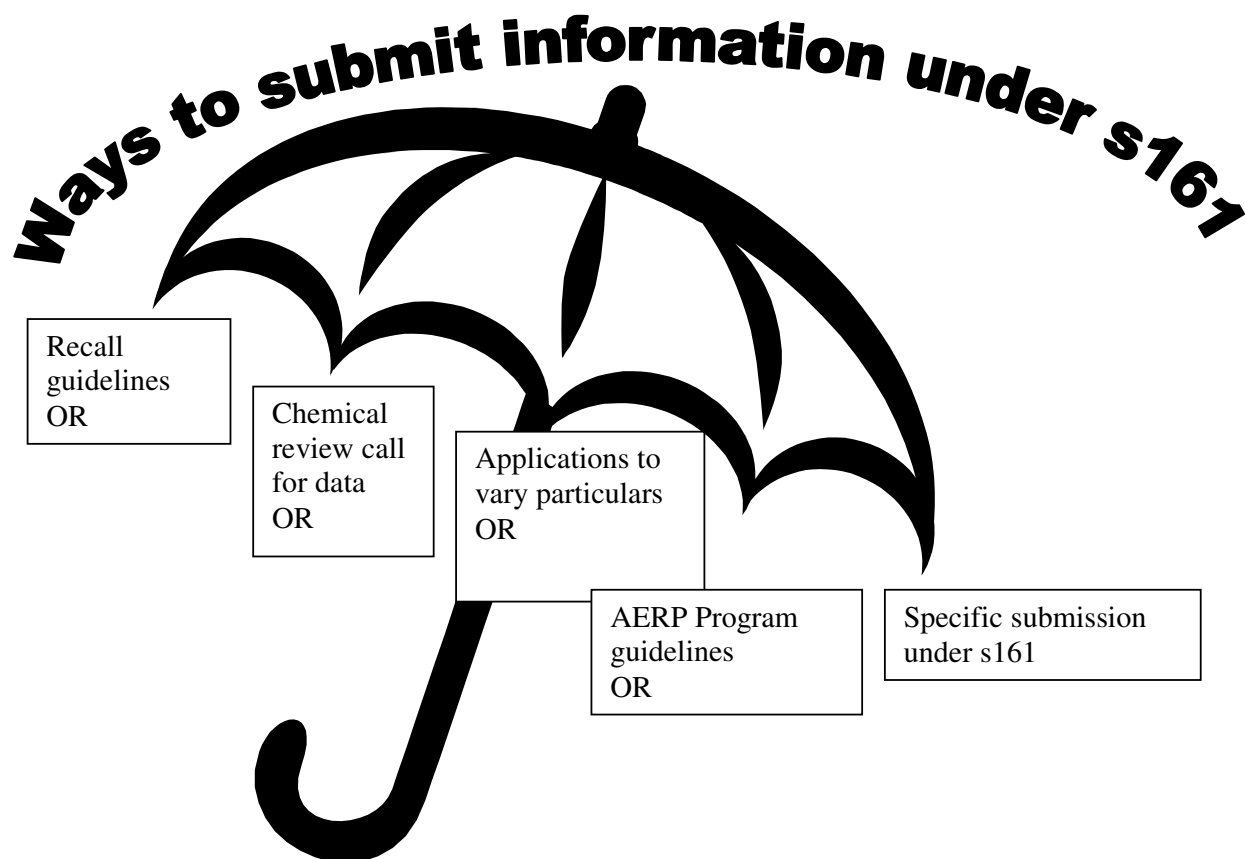 Ways to submit information under s161
Recall
guidelines
OR
Chemical
review call
for data
OR
Applications to
vary particulars
OR
AERP Program
guidelines
OR
Specific submission
under s161